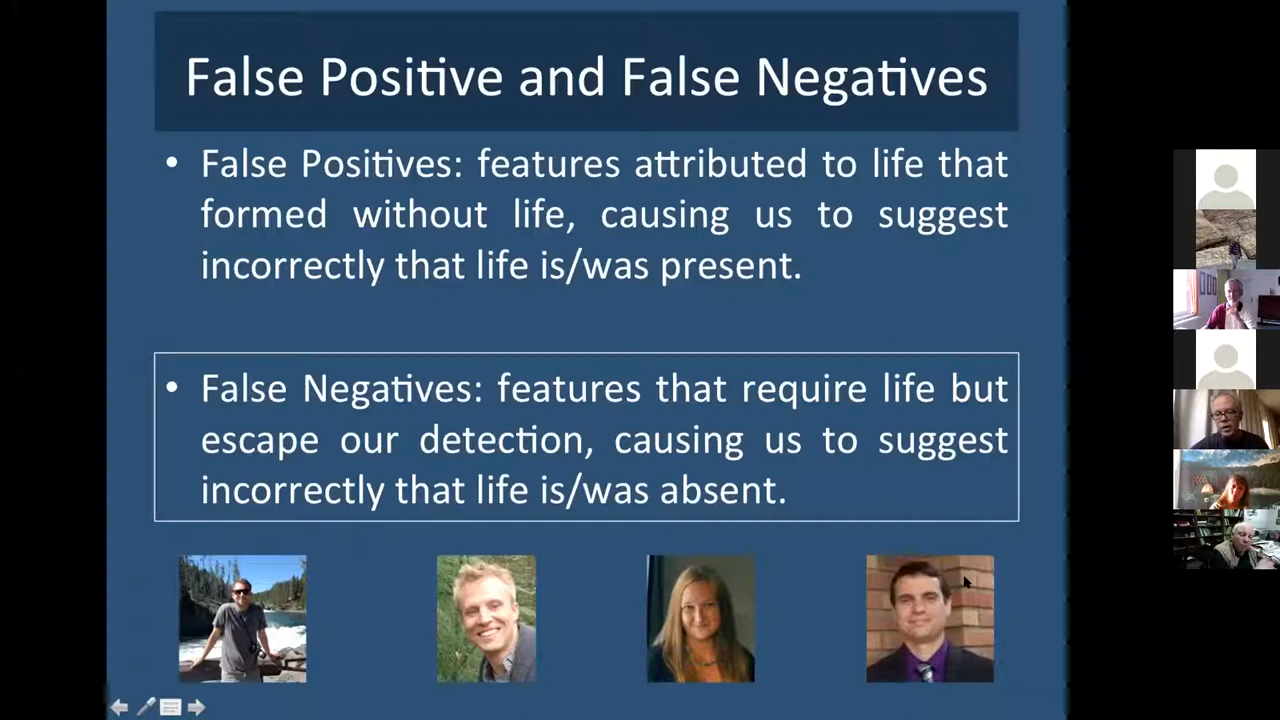 False Positive and False Negatives
• False Positives: features attributed to life that
formed without life, causing us to suggest
incorrectly that life is/was present.
• False Negatives: features that require life but
escape our detection, causing us to suggest
incorrectly that life is/was absent.